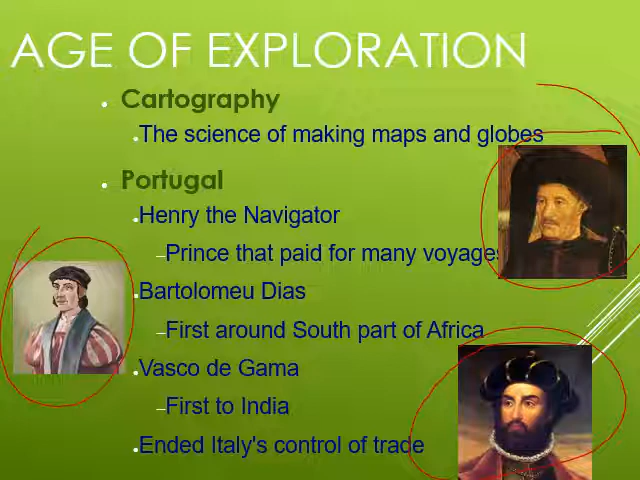 AGE OF EXPLORATION
Cartography
The science of making maps and globes
Portugal
Henry the Navigator
–Prince that paid for many voyages
Bartolomeu Dias
–First around South part of Africa
Vasco de Gama
–First to India
Ended Italy's control of trade